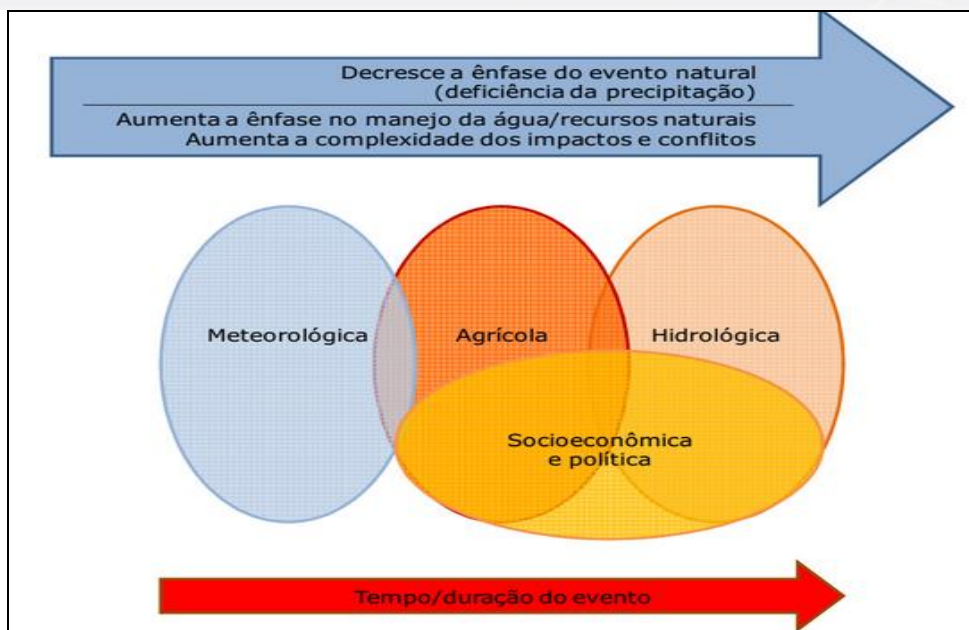 Decresce a ênfase do evento natural
(deficiência da precipitação)
Aumenta a ênfase no manejo da água/recursos naturais
Aumenta a complexidade dos impactos e conflitos
Meteorológica
Agrícola
Hidrológica
Socioeconômica
e política
Tempo/duração do evento